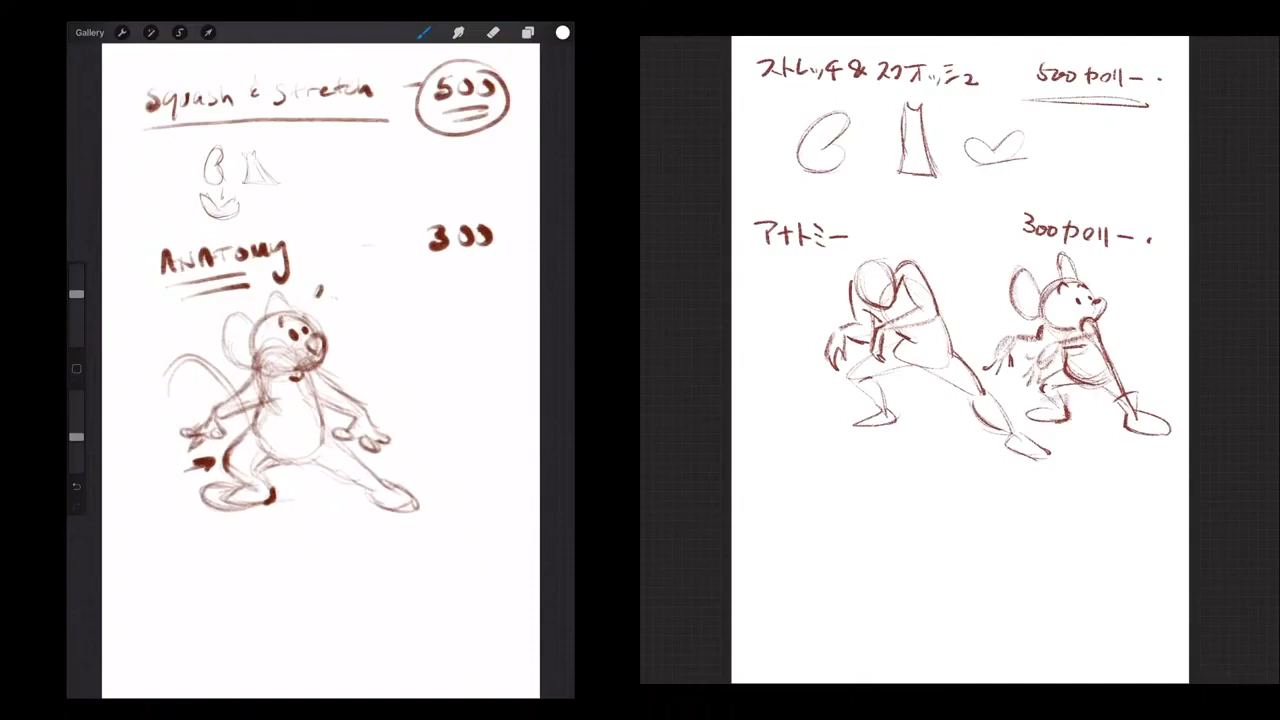 Gallery
Squash & Stretch - 500
ANATOMY 300
ストレッチ & スクオッシュ 500カロリー.
アナトミー 300カロリー.